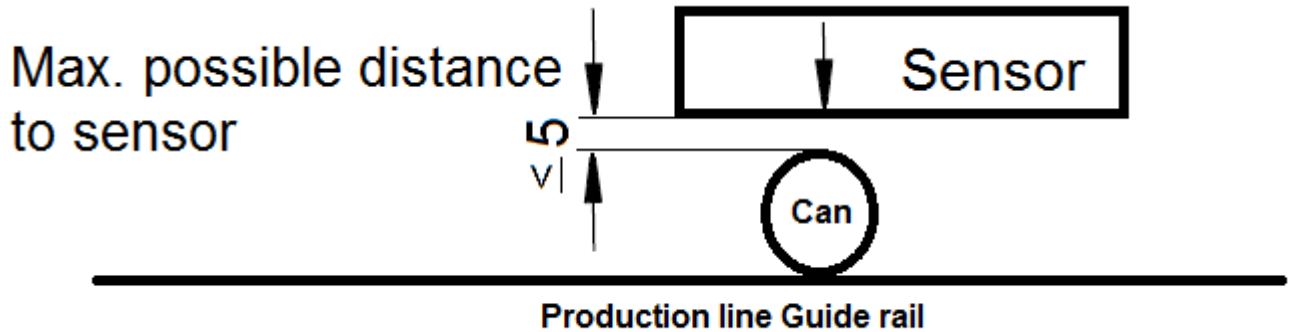 Max. possible distance
to sensor
≤ 5
Sensor
Can
Production line Guide rail